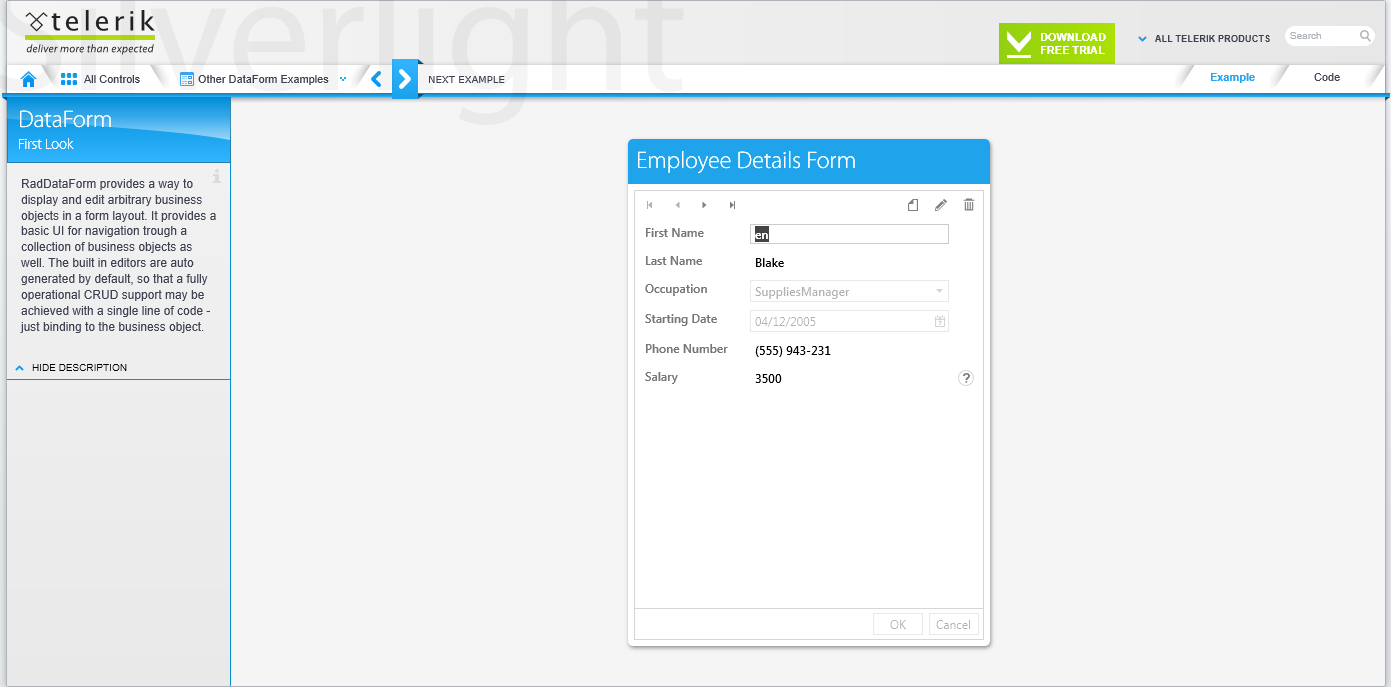 Silverlight
telerik
deliver more than expected
DOWNLOAD
FREE TRIAL
ALL TELERIK PRODUCTS
Search
All Controls
Other DataForm Examples
NEXT EXAMPLE
Example
Code
DataForm
First Look
RadDataForm provides a way to
display and edit arbitrary business
objects in a form layout. It provides a
basic UI for navigation trough a
collection of business objects as
well. The built in editors are auto
generated by default, so that a fully
operational CRUD support may be
achieved with a single line of code -
just binding to the business object.
HIDE DESCRIPTION
Employee Details Form
First Name en
Last Name Blake
Occupation SuppliesManager
Starting Date 04/12/2005
Phone Number (555) 943-231
Salary 3500 ?
OK Cancel